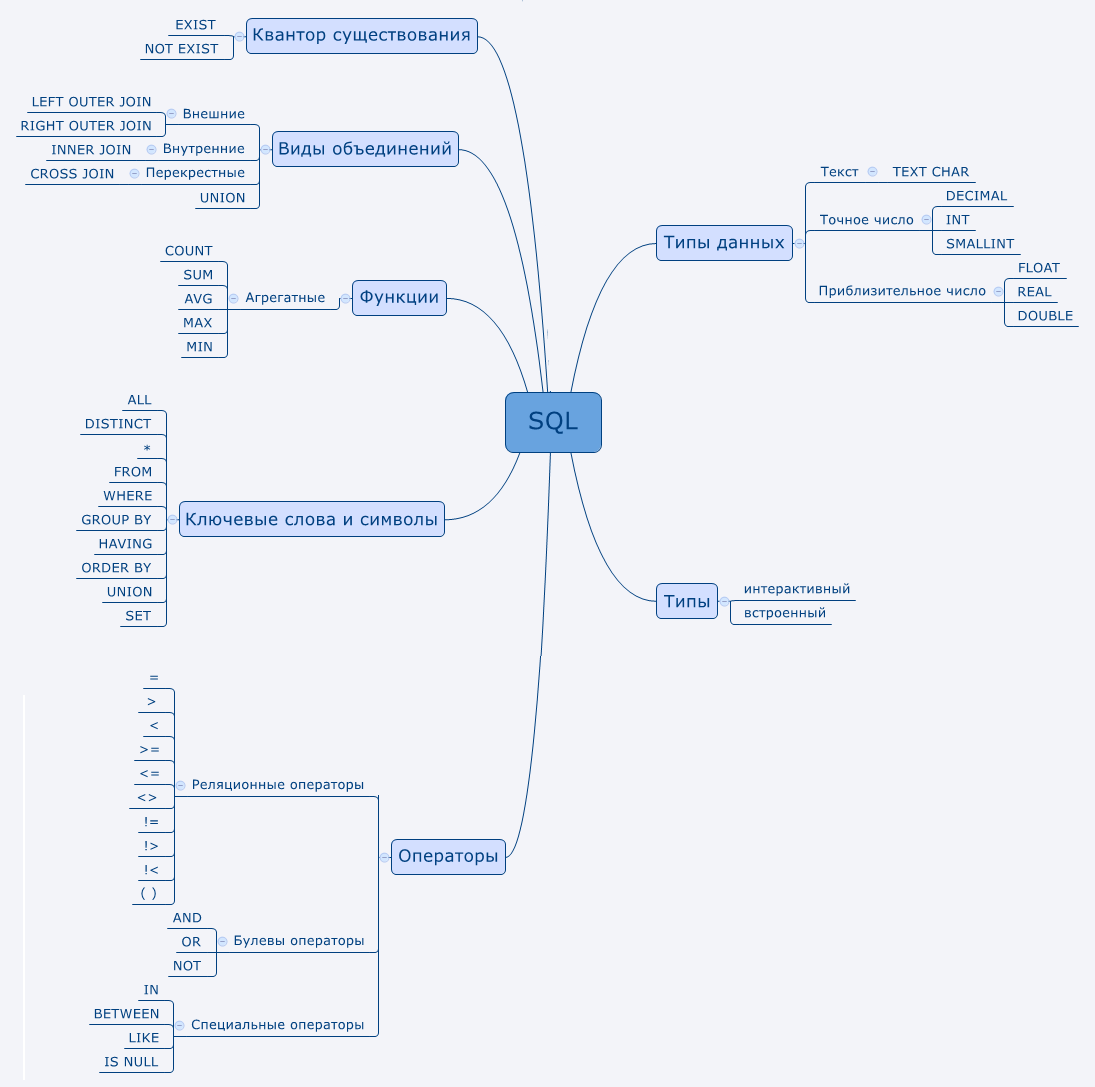 EXIST
NOT EXIST
Квантор существования
LEFT OUTER JOIN
RIGHT OUTER JOIN
Внешние
INNER JOIN
Внутренние
CROSS JOIN
Перекрестные
UNION
Виды объединений
COUNT
SUM
AVG
MAX
MIN
Агрегатные
Функции
ALL
DISTINCT
*
FROM
WHERE
GROUP BY
HAVING
ORDER BY
UNION
SET
Ключевые слова и символы
=
>
<
>=
<=
<>
!=
!>
!<
( )
Реляционные операторы
AND
OR
NOT
Булевы операторы
IN
BETWEEN
LIKE
IS NULL
Специальные операторы
Операторы
SQL
Типы данных
Текст
TEXT CHAR
Точное число
DECIMAL
INT
SMALLINT
Приблизительное число
FLOAT
REAL
DOUBLE
Типы
интерактивный
встроенный